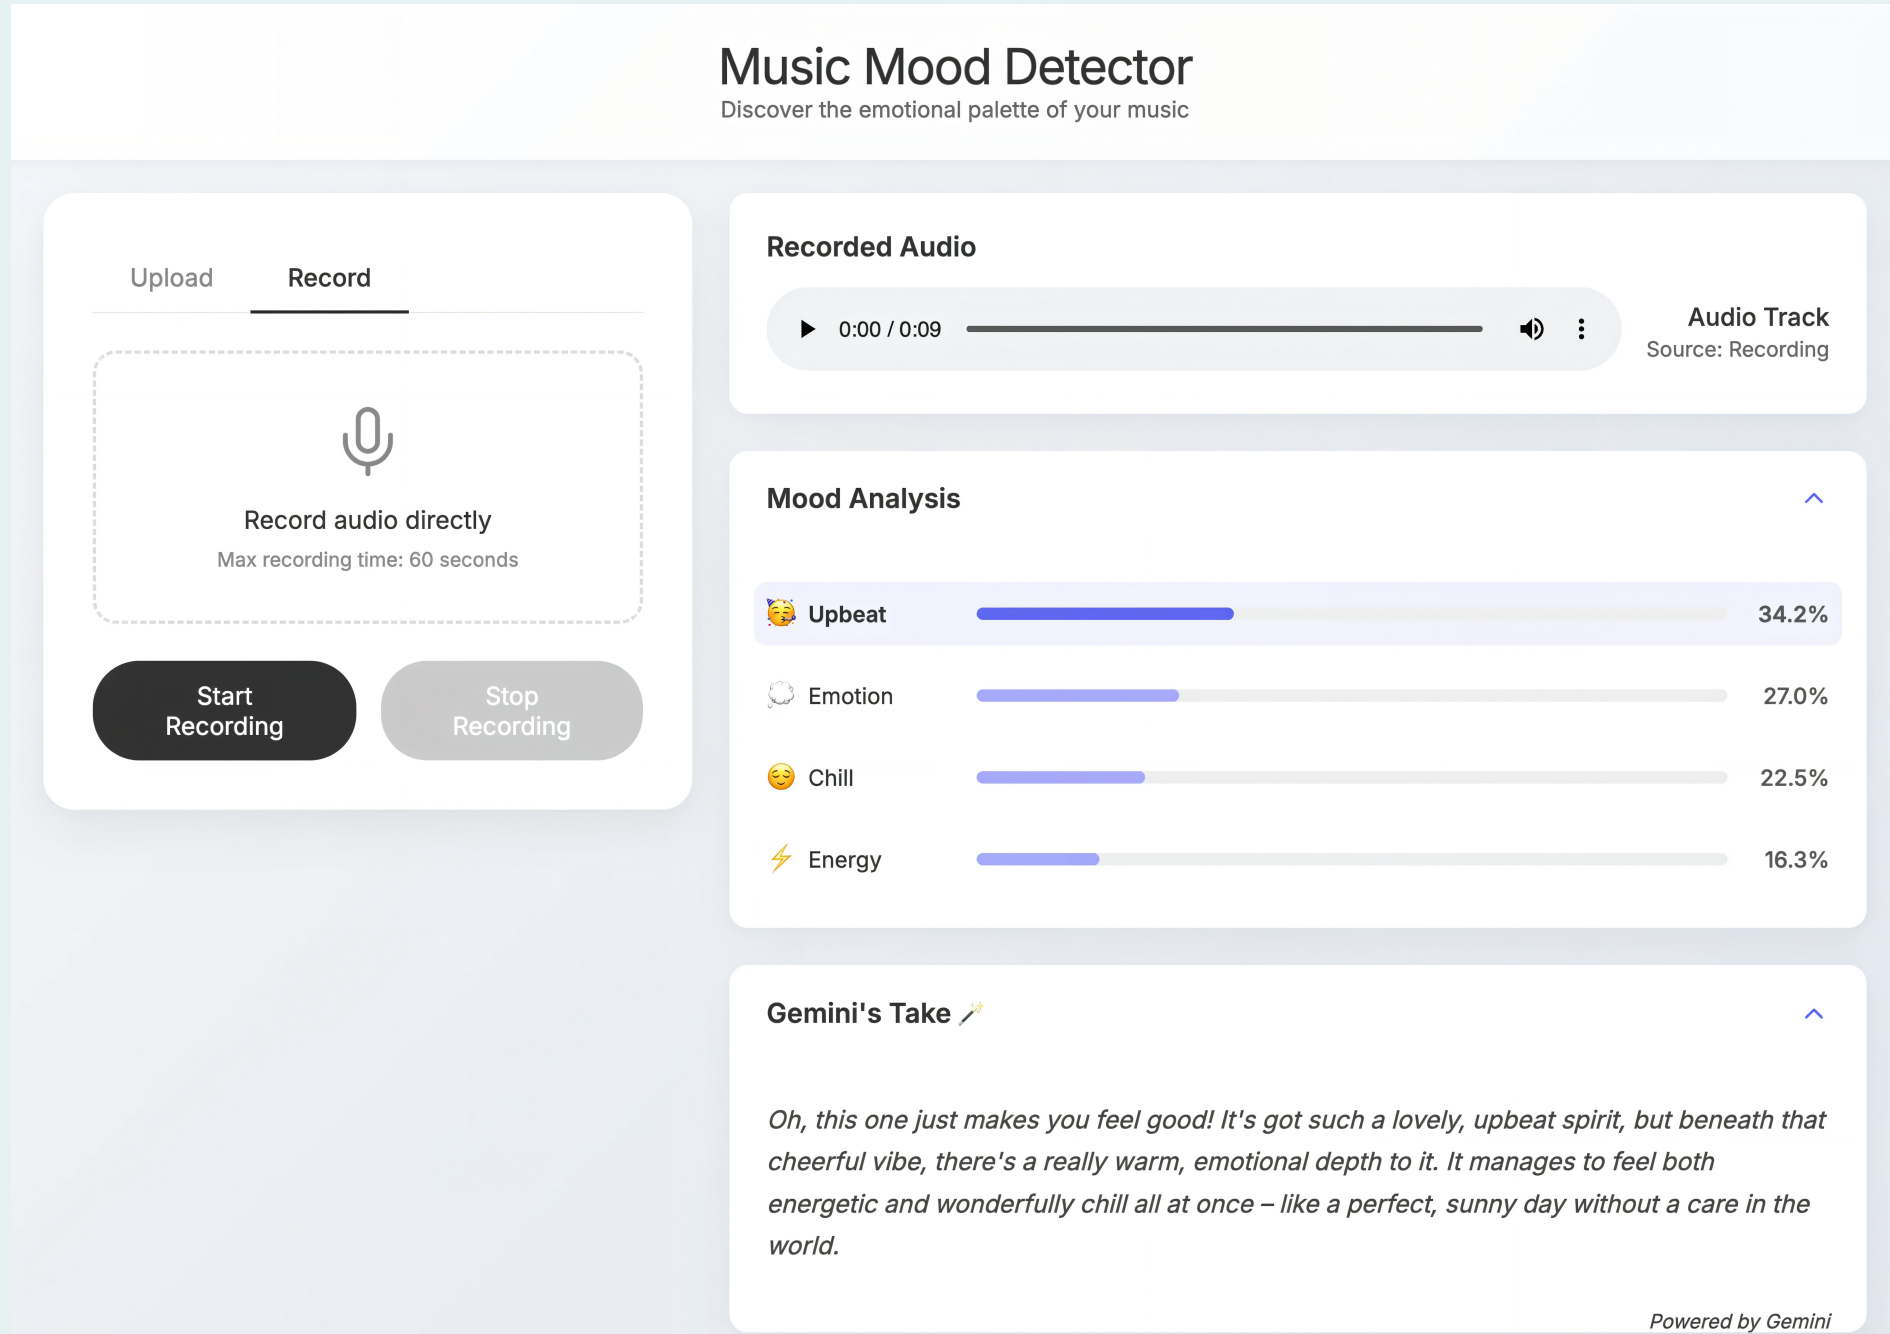 Music Mood Detector
Discover the emotional palette of your music
Upload
Record
Record audio directly
Max recording time: 60 seconds
Start
Recording
Stop
Recording
Recorded Audio
0:00 / 0:09
Audio Track
Source: Recording
Mood Analysis
Upbeat 34.2%
Emotion 27.0%
Chill 22.5%
Energy 16.3%
Gemini's Take
Oh, this one just makes you feel good! It's got such a lovely, upbeat spirit, but beneath that
cheerful vibe, there's a really warm, emotional depth to it. It manages to feel both
energetic and wonderfully chill all at once – like a perfect, sunny day without a care in the
world.
Powered by Gemini